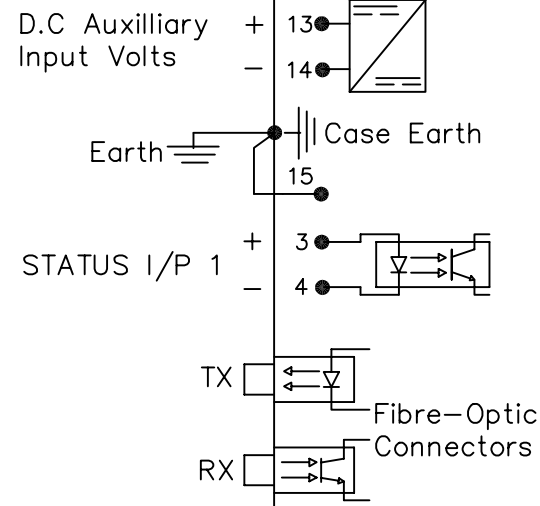 D.C Auxilliary + 13
Input Volts – 14
Case Earth
Earth
15
+ 3
STATUS I/P 1
– 4
TX
Fibre–Optic
Connectors
RX